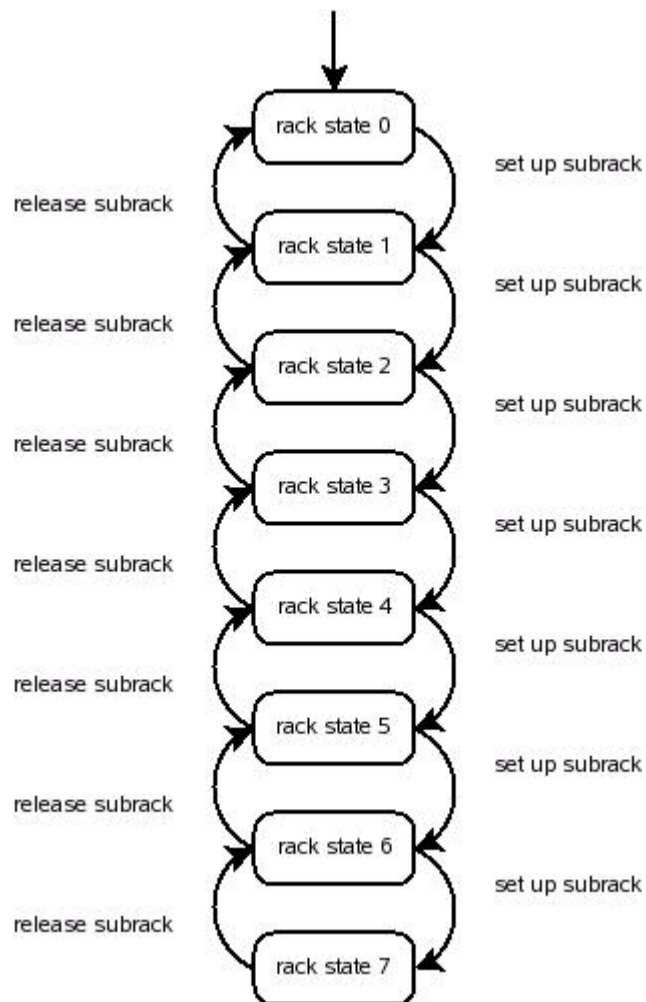 rack state 0
set up subrack
release subrack
rack state 1
set up subrack
release subrack
rack state 2
set up subrack
release subrack
rack state 3
set up subrack
release subrack
rack state 4
set up subrack
release subrack
rack state 5
set up subrack
release subrack
rack state 6
set up subrack
release subrack
rack state 7